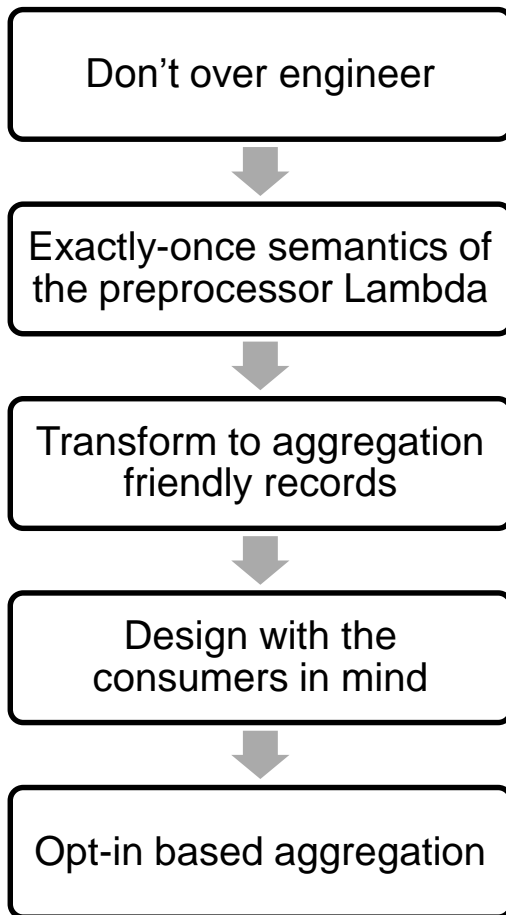 Don’t over engineer
Exactly-once semantics of
the preprocessor Lambda
Transform to aggregation
friendly records
Design with the
consumers in mind
Opt-in based aggregation